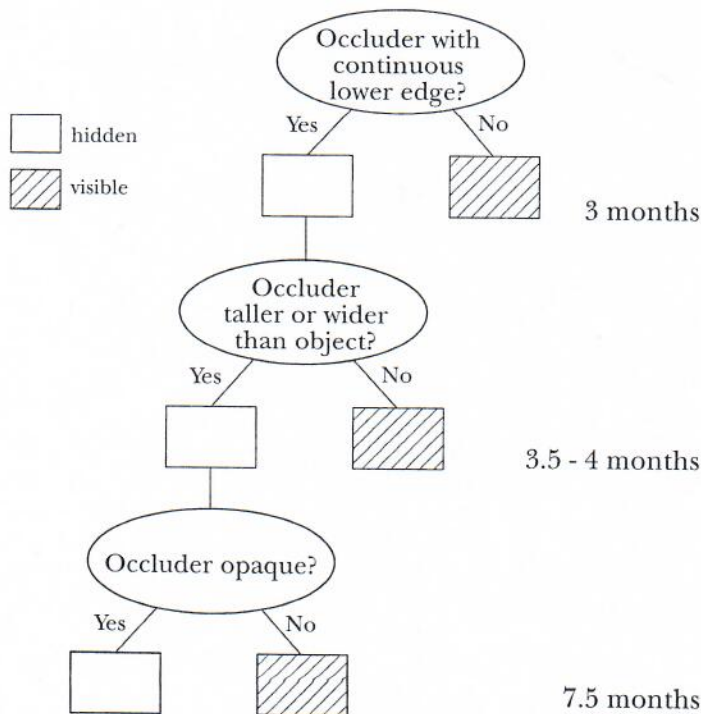 Occluder with
continuous
lower edge?
Yes
No
hidden
visible
3 months
Occluder
taller or wider
than object?
Yes
No
3.5 - 4 months
Occluder opaque?
Yes
No
7.5 months